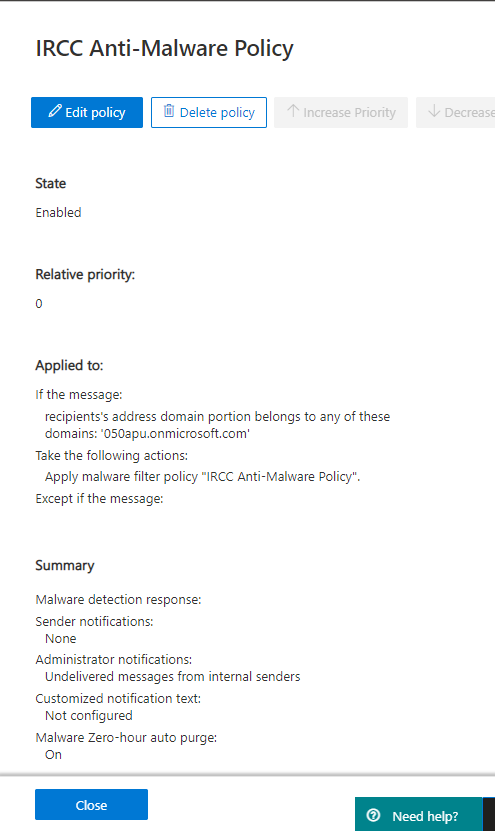 IRCC Anti-Malware Policy
Edit policy
Delete policy
Increase Priority
Decrease
State
Enabled
Relative priority:
0
Applied to:
If the message:
recipients's address domain portion belongs to any of these
domains: '050apu.onmicrosoft.com'
Take the following actions:
Apply malware filter policy "IRCC Anti-Malware Policy".
Except if the message:
Summary
Malware detection response:
Sender notifications:
None
Administrator notifications:
Undelivered messages from internal senders
Customized notification text:
Not configured
Malware Zero-hour auto purge:
On
Close
Need help?